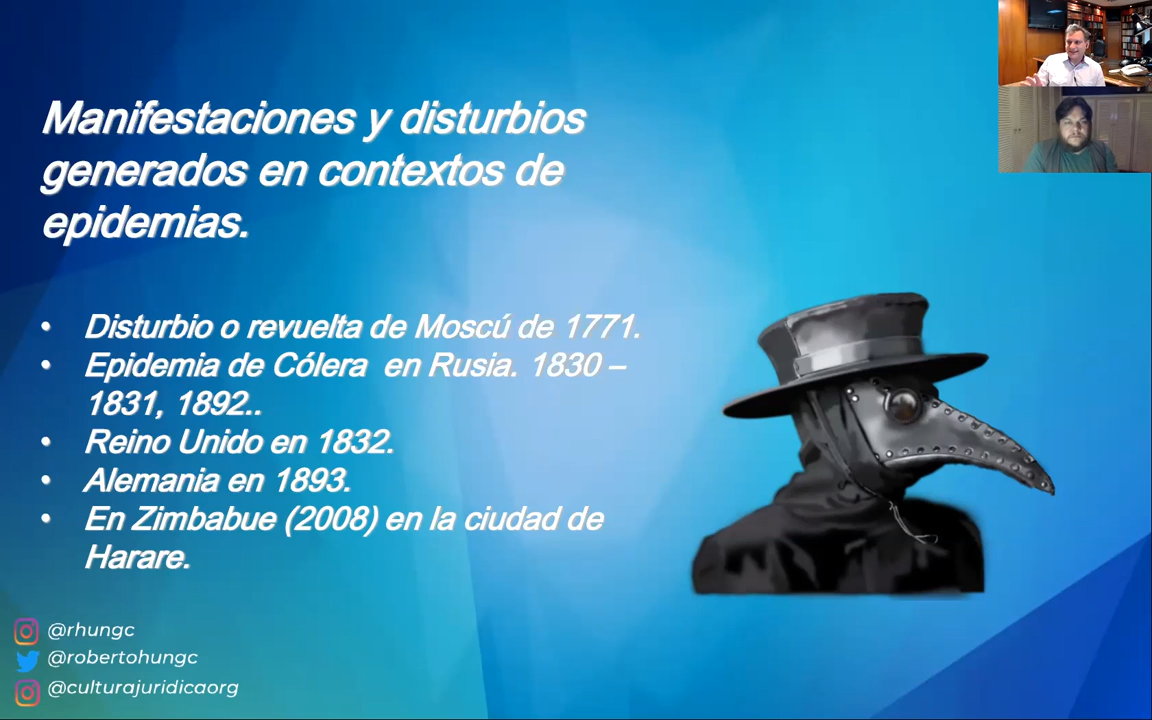 Manifestaciones y disturbios
generados en contextos de
epidemias.
• Disturbio o revuelta de Moscú de 1771.
• Epidemia de Cólera en Rusia. 1830 –
1831, 1892..
• Reino Unido en 1832.
• Alemania en 1893.
• En Zimbabue (2008) en la ciudad de
Harare.
@rhungc
@robertohungc
@culturajuridicaorg